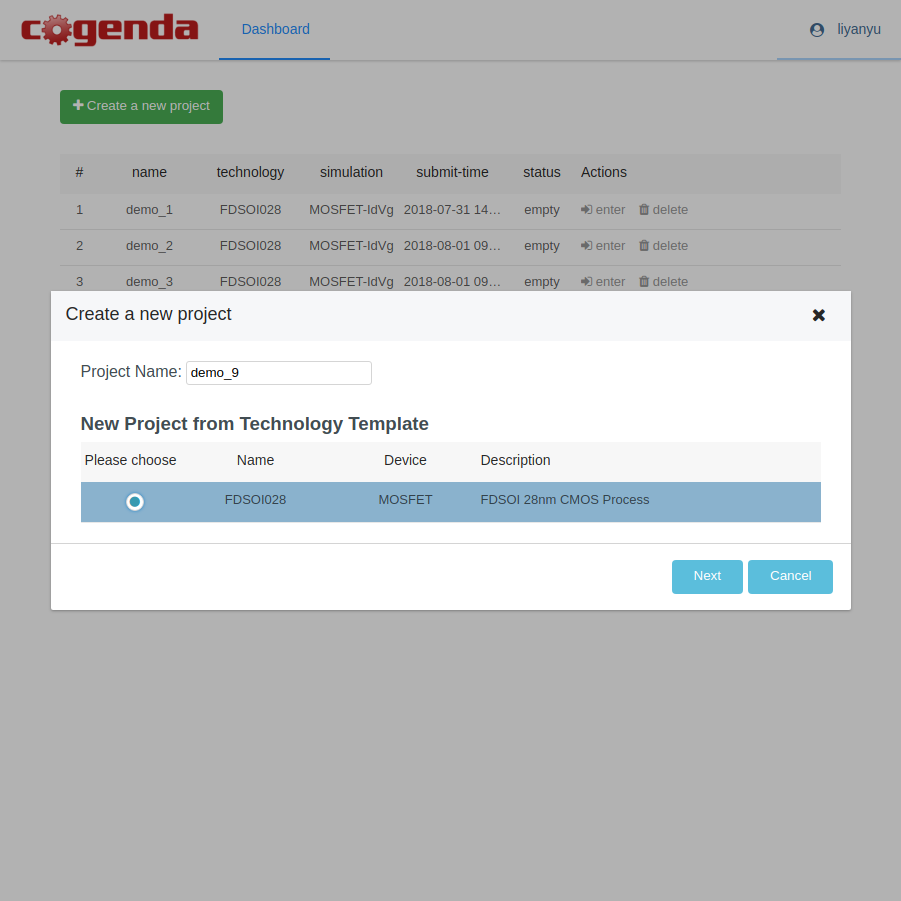 cogenda Dashboard liyanyu
Create a new project
# name technology simulation submit-time status Actions
1 demo_1 FDSOI028 MOSFET-IdVg 2018-07-31 14... empty enter delete
2 demo_2 FDSOI028 MOSFET-IdVg 2018-08-01 09... empty enter delete
3 demo_3 FDSOI028 MOSFET-IdVg 2018-08-01 09... empty enter delete
Create a new project
Project Name: demo_9
New Project from Technology Template
Please choose Name Device Description
FDSOI028 MOSFET FDSOI 28nm CMOS Process
Next Cancel